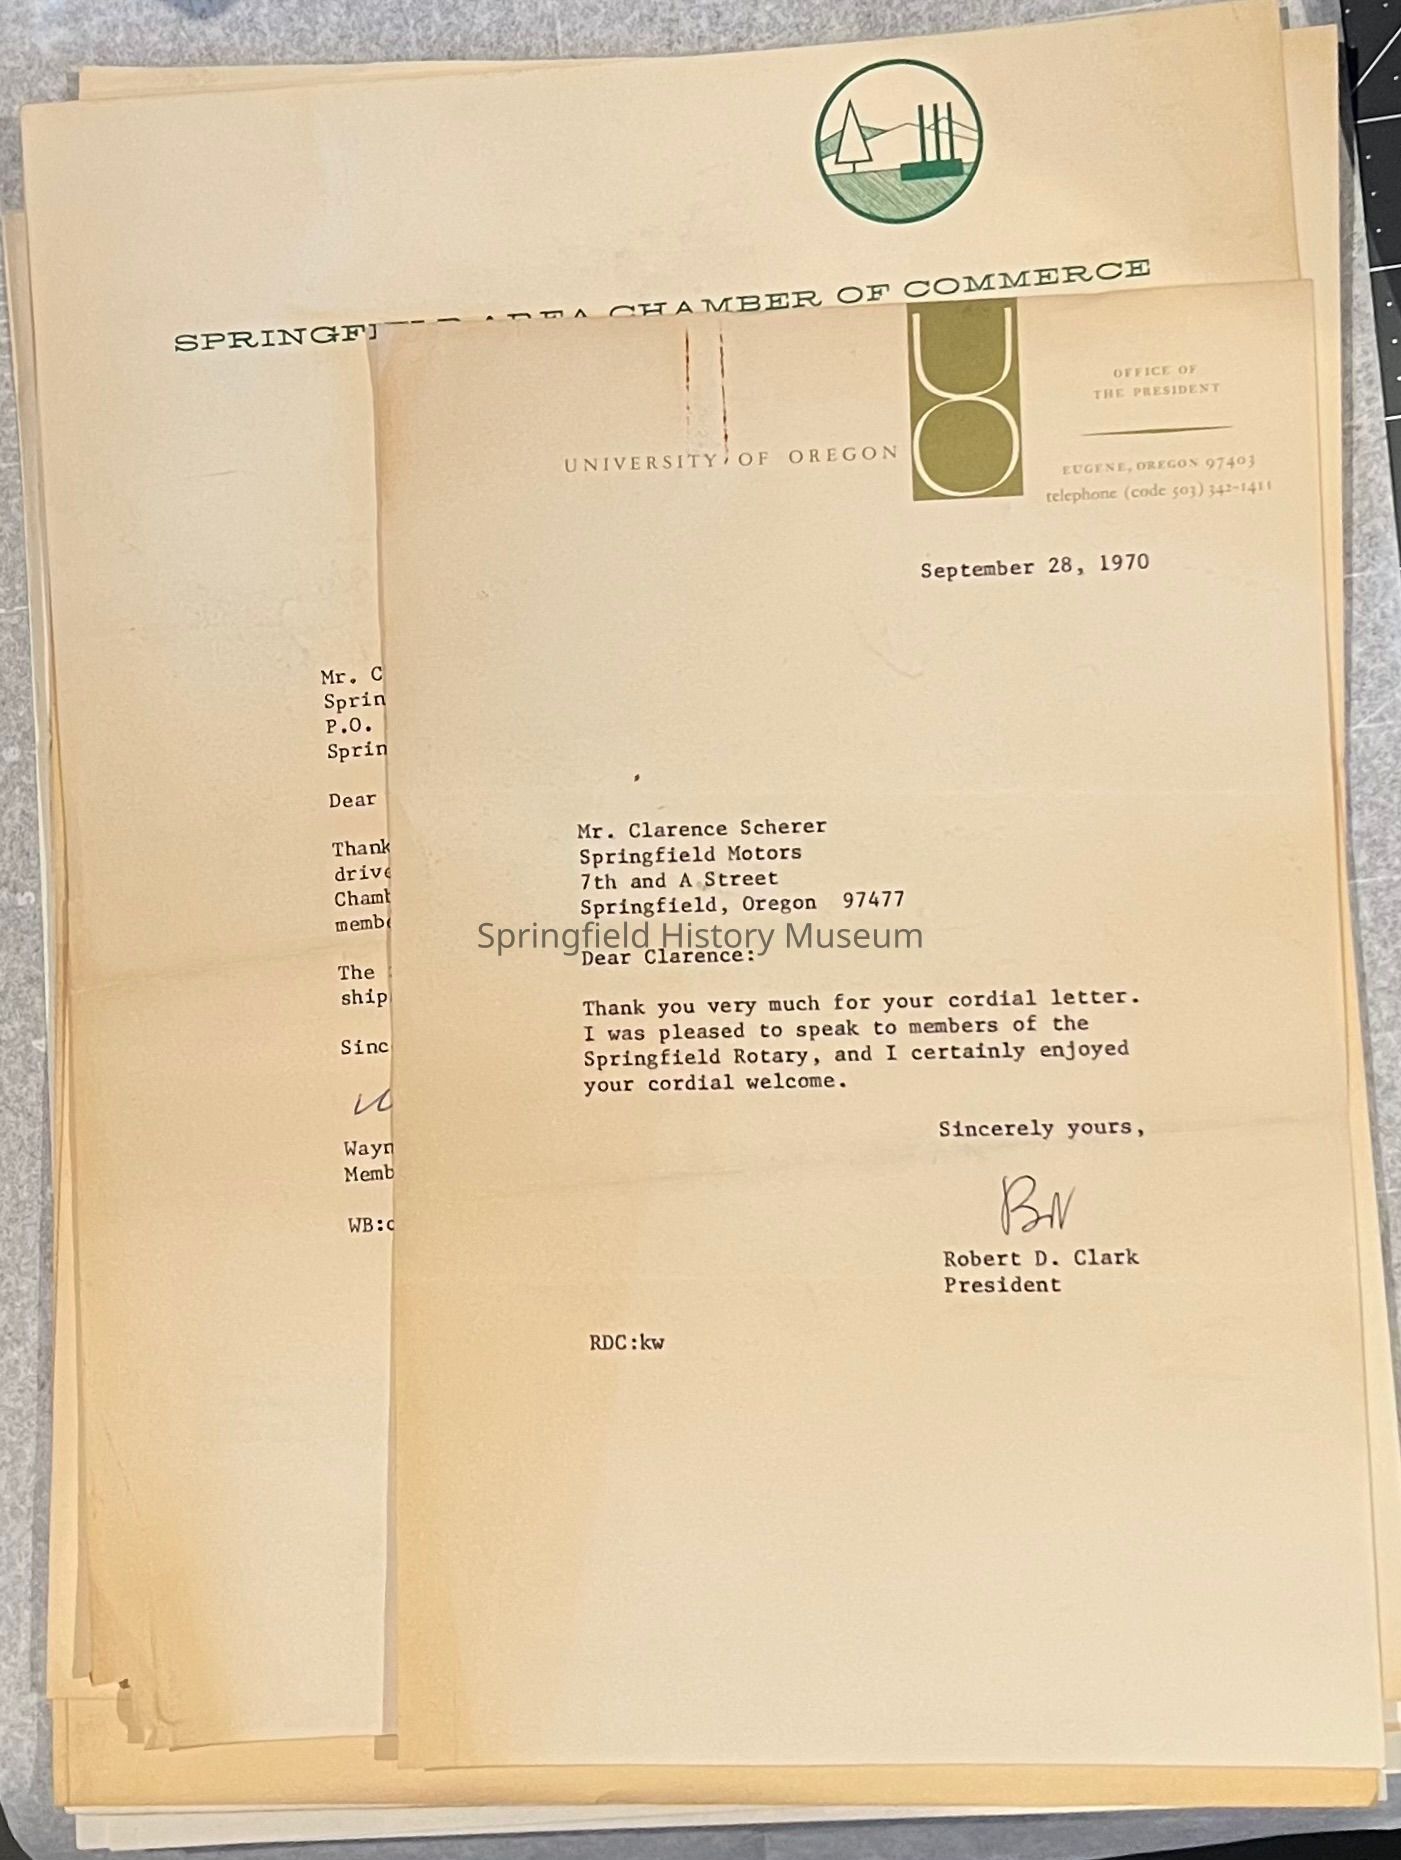 SPRINGFIELD AREA CHAMBER OF COMMERCE
UNIVERSITY OF OREGON
UO
OFFICE OF
THE PRESIDENT
EUGENE, OREGON 97403
telephone (code 503) 342-1411
September 28, 1970
Mr. Clarence Scherer
Springfield Motors
7th and A Street
Springfield, Oregon 97477
Springfield History Museum
Dear Clarence:
Thank you very much for your cordial letter.
I was pleased to speak to members of the
Springfield Rotary, and I certainly enjoyed
your cordial welcome.
Sincerely yours,
Robert D. Clark
President
RDC:kw
Mr. C
Sprin
P.O.
Sprin
Dear
Thank
drive
Chamb
membe
The
ship
Sinc
Wayn
Memb
WB:c